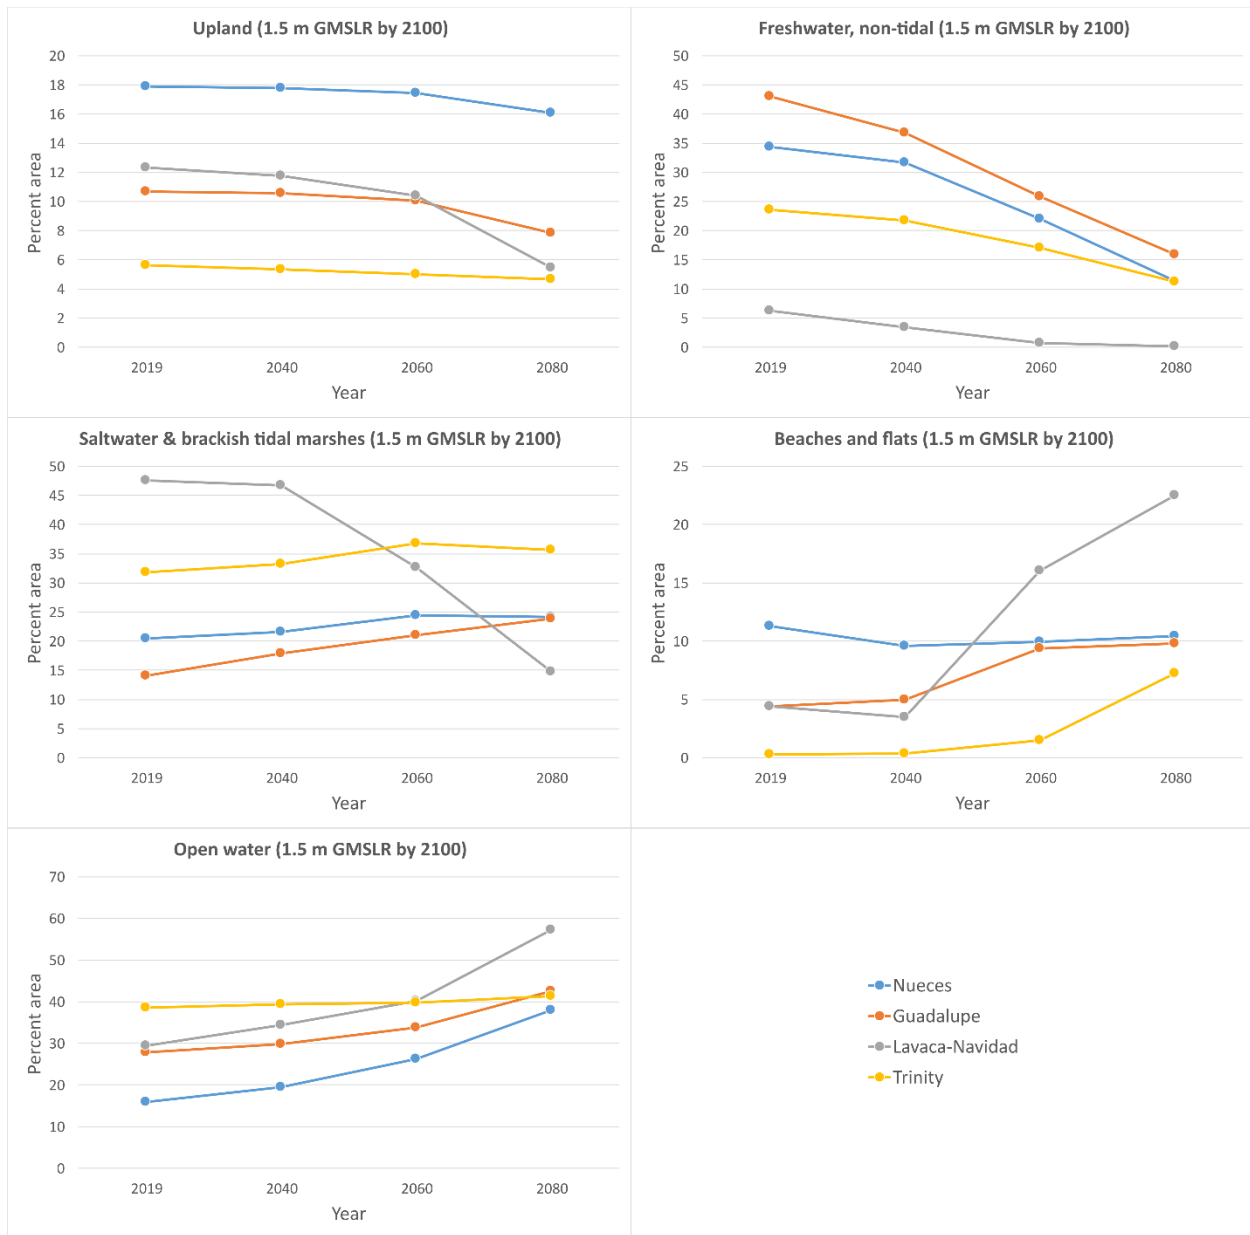 Upland (1.5 m GMSLR by 2100)
20
18
16
14
12
10
8
6
4
2
0
Percent area
2019 2040 2060 2080
Year
Freshwater, non-tidal (1.5 m GMSLR by 2100)
50
45
40
35
30
25
20
15
10
5
0
Percent area
2019 2040 2060 2080
Year
Saltwater & brackish tidal marshes (1.5 m GMSLR by 2100)
50
45
40
35
30
25
20
15
10
5
0
Percent area
2019 2040 2060 2080
Year
Beaches and flats (1.5 m GMSLR by 2100)
25
20
15
10
5
0
Percent area
2019 2040 2060 2080
Year
Open water (1.5 m GMSLR by 2100)
70
60
50
40
30
20
10
0
Percent area
2019 2040 2060 2080
Year
Nueces
Guadalupe
Lavaca-Navidad
Trinity